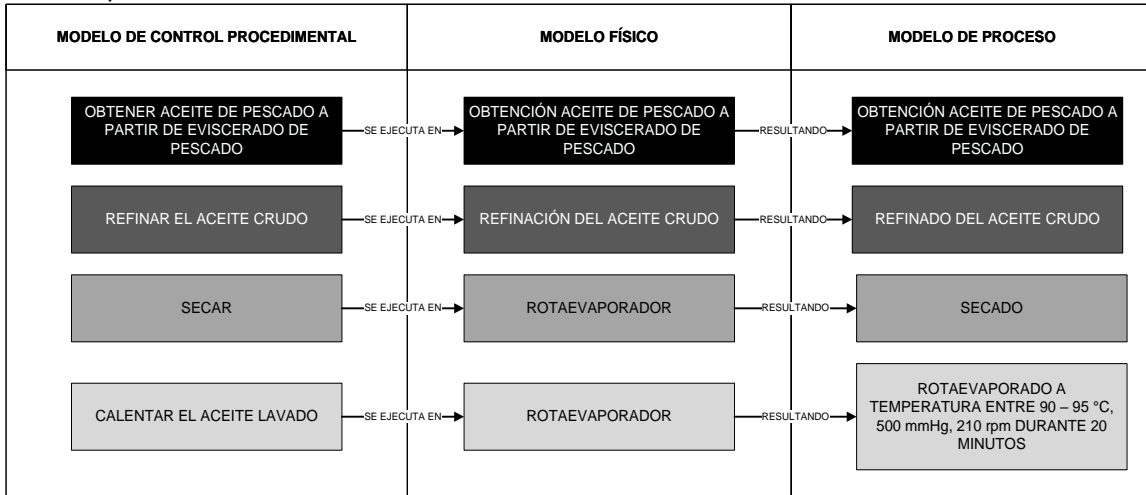 MODELO DE CONTROL PROCEDIMENTAL
MODELO FÍSICO
MODELO DE PROCESO
OBTENER ACEITE DE PESCADO A
PARTIR DE EVISCERADO DE
PESCADO
SE EJECUTA EN
OBTENCIÓN ACEITE DE PESCADO A
PARTIR DE EVISCERADO DE
PESCADO
RESULTANDO
OBTENCIÓN ACEITE DE PESCADO A
PARTIR DE EVISCERADO DE
PESCADO
REFINAR EL ACEITE CRUDO
SE EJECUTA EN
REFINACIÓN DEL ACEITE CRUDO
RESULTANDO
REFINADO DEL ACEITE CRUDO
SECAR
SE EJECUTA EN
ROTAEVAPORADOR
RESULTANDO
SECADO
CALENTAR EL ACEITE LAVADO
SE EJECUTA EN
ROTAEVAPORADOR
RESULTANDO
ROTAEVAPORADO A
TEMPERATURA ENTRE 90 – 95 °C,
500 mmHg, 210 rpm DURANTE 20
MINUTOS